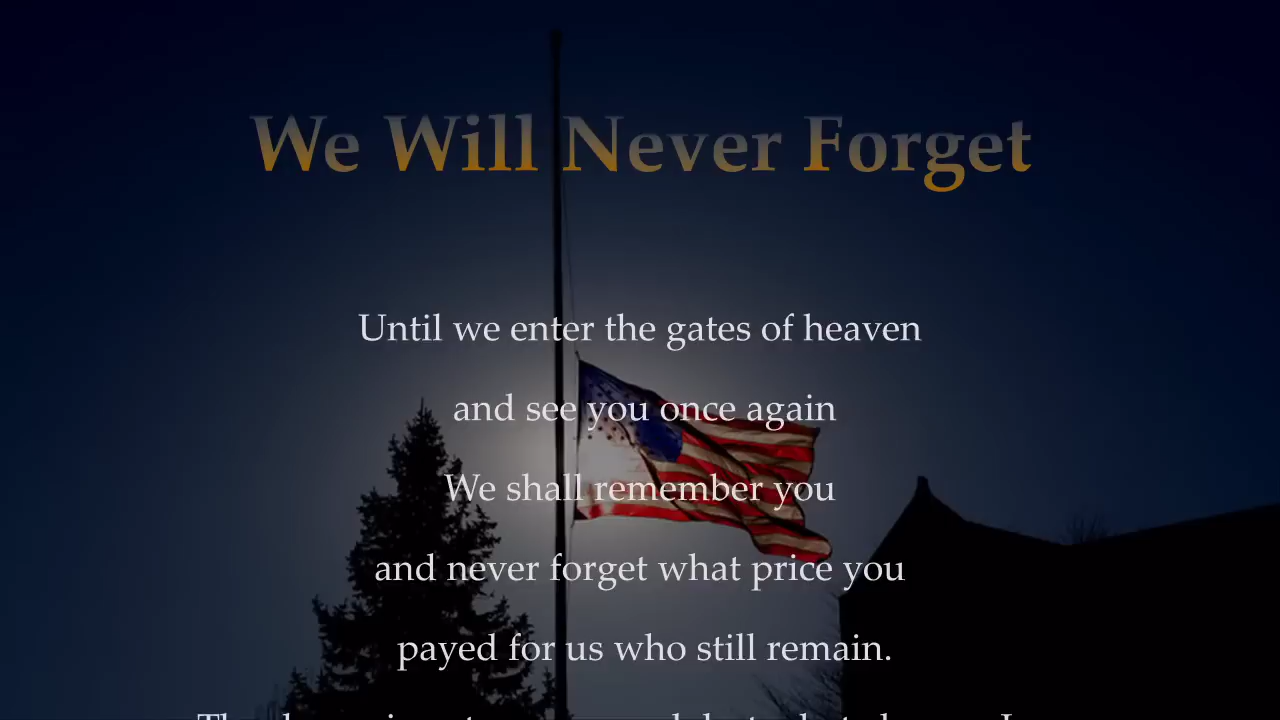 We Will Never Forget
Until we enter the gates of heaven
and see you once again
We shall remember you
and never forget what price you
payed for us who still remain.